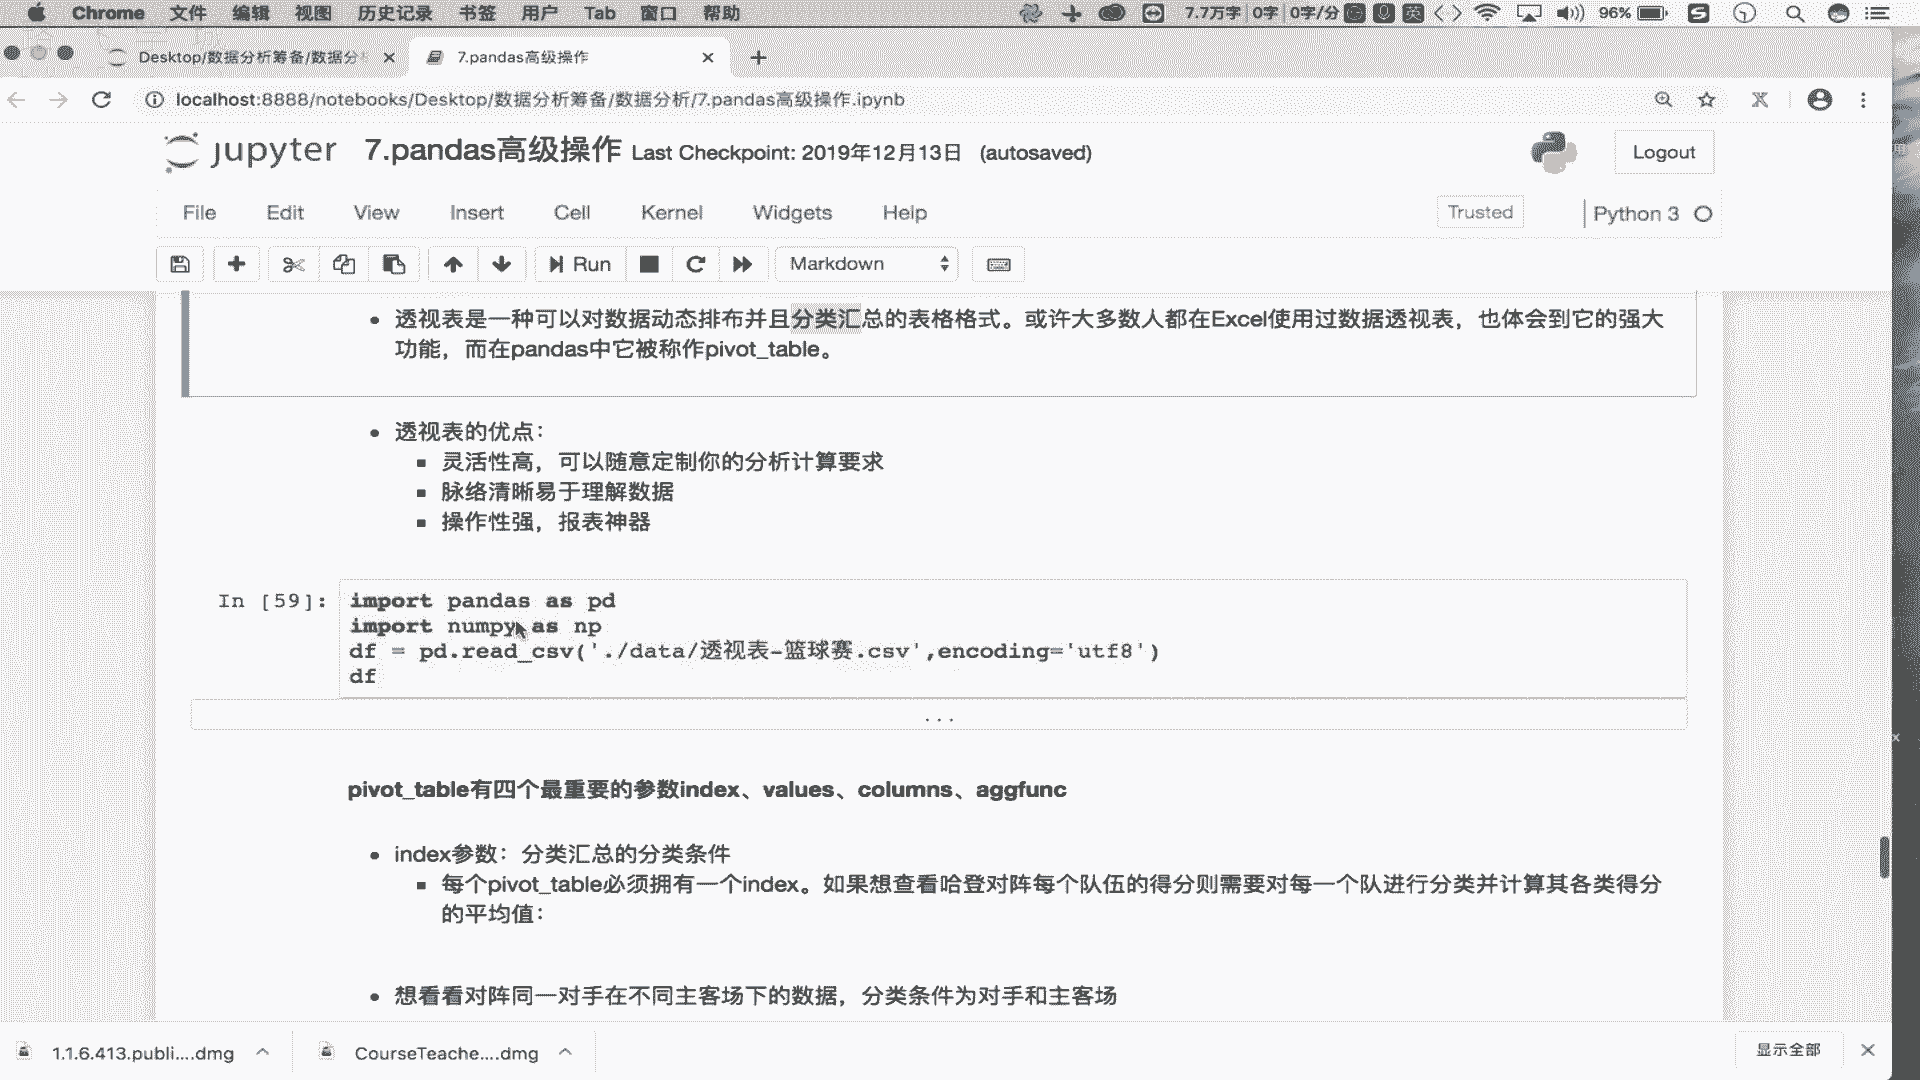 Chrome 文件 编辑 视图 历史记录 书签 用户 Tab 窗口 帮助 7.7万字 0字 0字/分 英 96%
Desktop/数据分析筹备/数据分 7.pandas高级操作
localhost:8888/notebooks/Desktop/数据分析筹备/数据分析/7.pandas高级操作.ipynb
jupyter 7.pandas高级操作 Last Checkpoint: 2019年12月13日 (autosaved) Logout
File Edit View Insert Cell Kernel Widgets Help Trusted Python 3
Run Markdown
透视表是一种可以对数据动态排布并且分类汇总的表格格式。或许大多数人都在Excel使用过数据透视表，也体会到它的强大
功能，而在pandas中它被称作pivot_table。
透视表的优点：
灵活性高，可以随意定制你的分析计算要求
脉络清晰易于理解数据
操作性强，报表神器
In [59]: import pandas as pd
import numpy as np
df = pd.read_csv('./data/透视表-篮球赛.csv',encoding='utf8')
df
...
pivot_table有四个最重要的参数index、values、columns、aggfunc
index参数：分类汇总的分类条件
每个pivot_table必须拥有一个index。如果想查看哈登对阵每个队伍的得分则需要对每一个队进行分类并计算其各类得分
的平均值：
想看看对阵同一对手在不同主客场下的数据，分类条件为对手和主客场
1.1.6.413.publi....dmg CourseTeache....dmg 显示全部